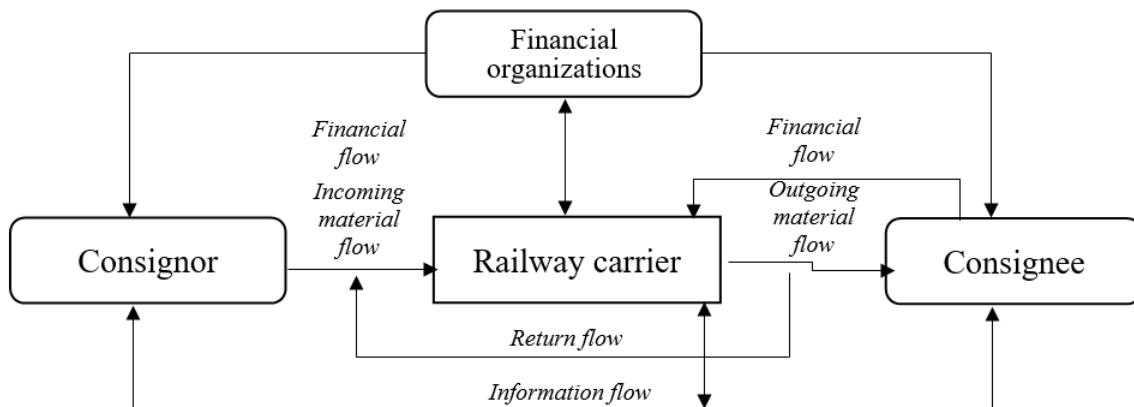 Financial
organizations
Financial
flow
Financial
flow
Incoming
material
flow
Outgoing
material
flow
Consignor
Railway carrier
Consignee
Return flow
Information flow